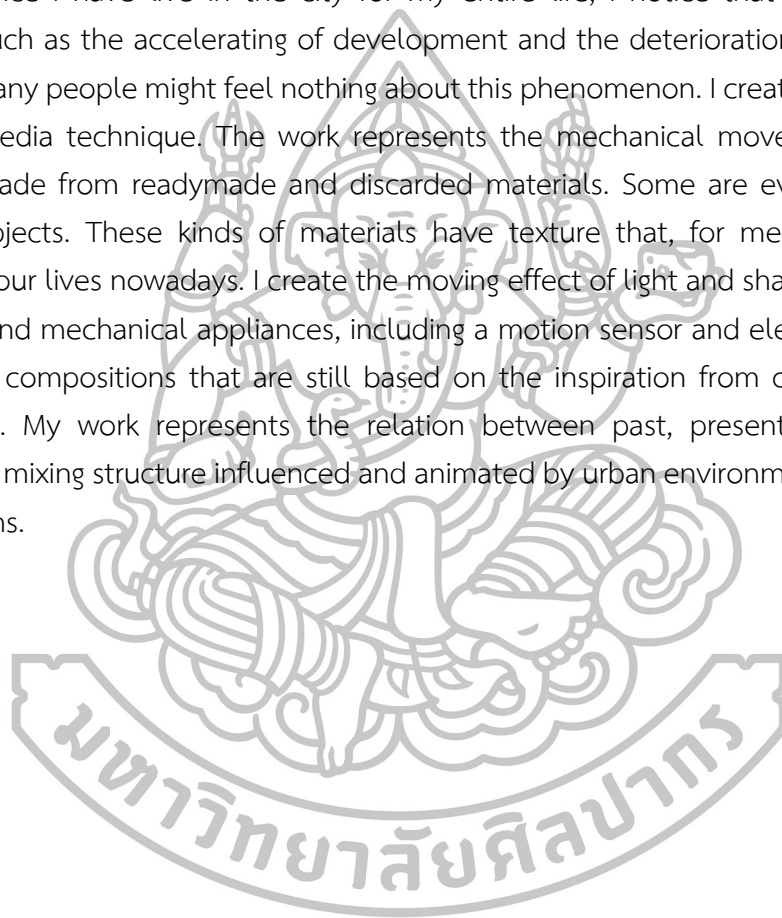 nce I have live in the city for my entire life, I notice that
uch as the accelerating of development and the deterioration
any people might feel nothing about this phenomenon. I creat
edia technique. The work represents the mechanical move
ade from readymade and discarded materials. Some are ev
bjects. These kinds of materials have texture that, for me
our lives nowadays. I create the moving effect of light and sha
nd mechanical appliances, including a motion sensor and ele
compositions that are still based on the inspiration from c
. My work represents the relation between past, present
mixing structure influenced and animated by urban environm
ns.
มหาวิทยาลัยศิลปากร